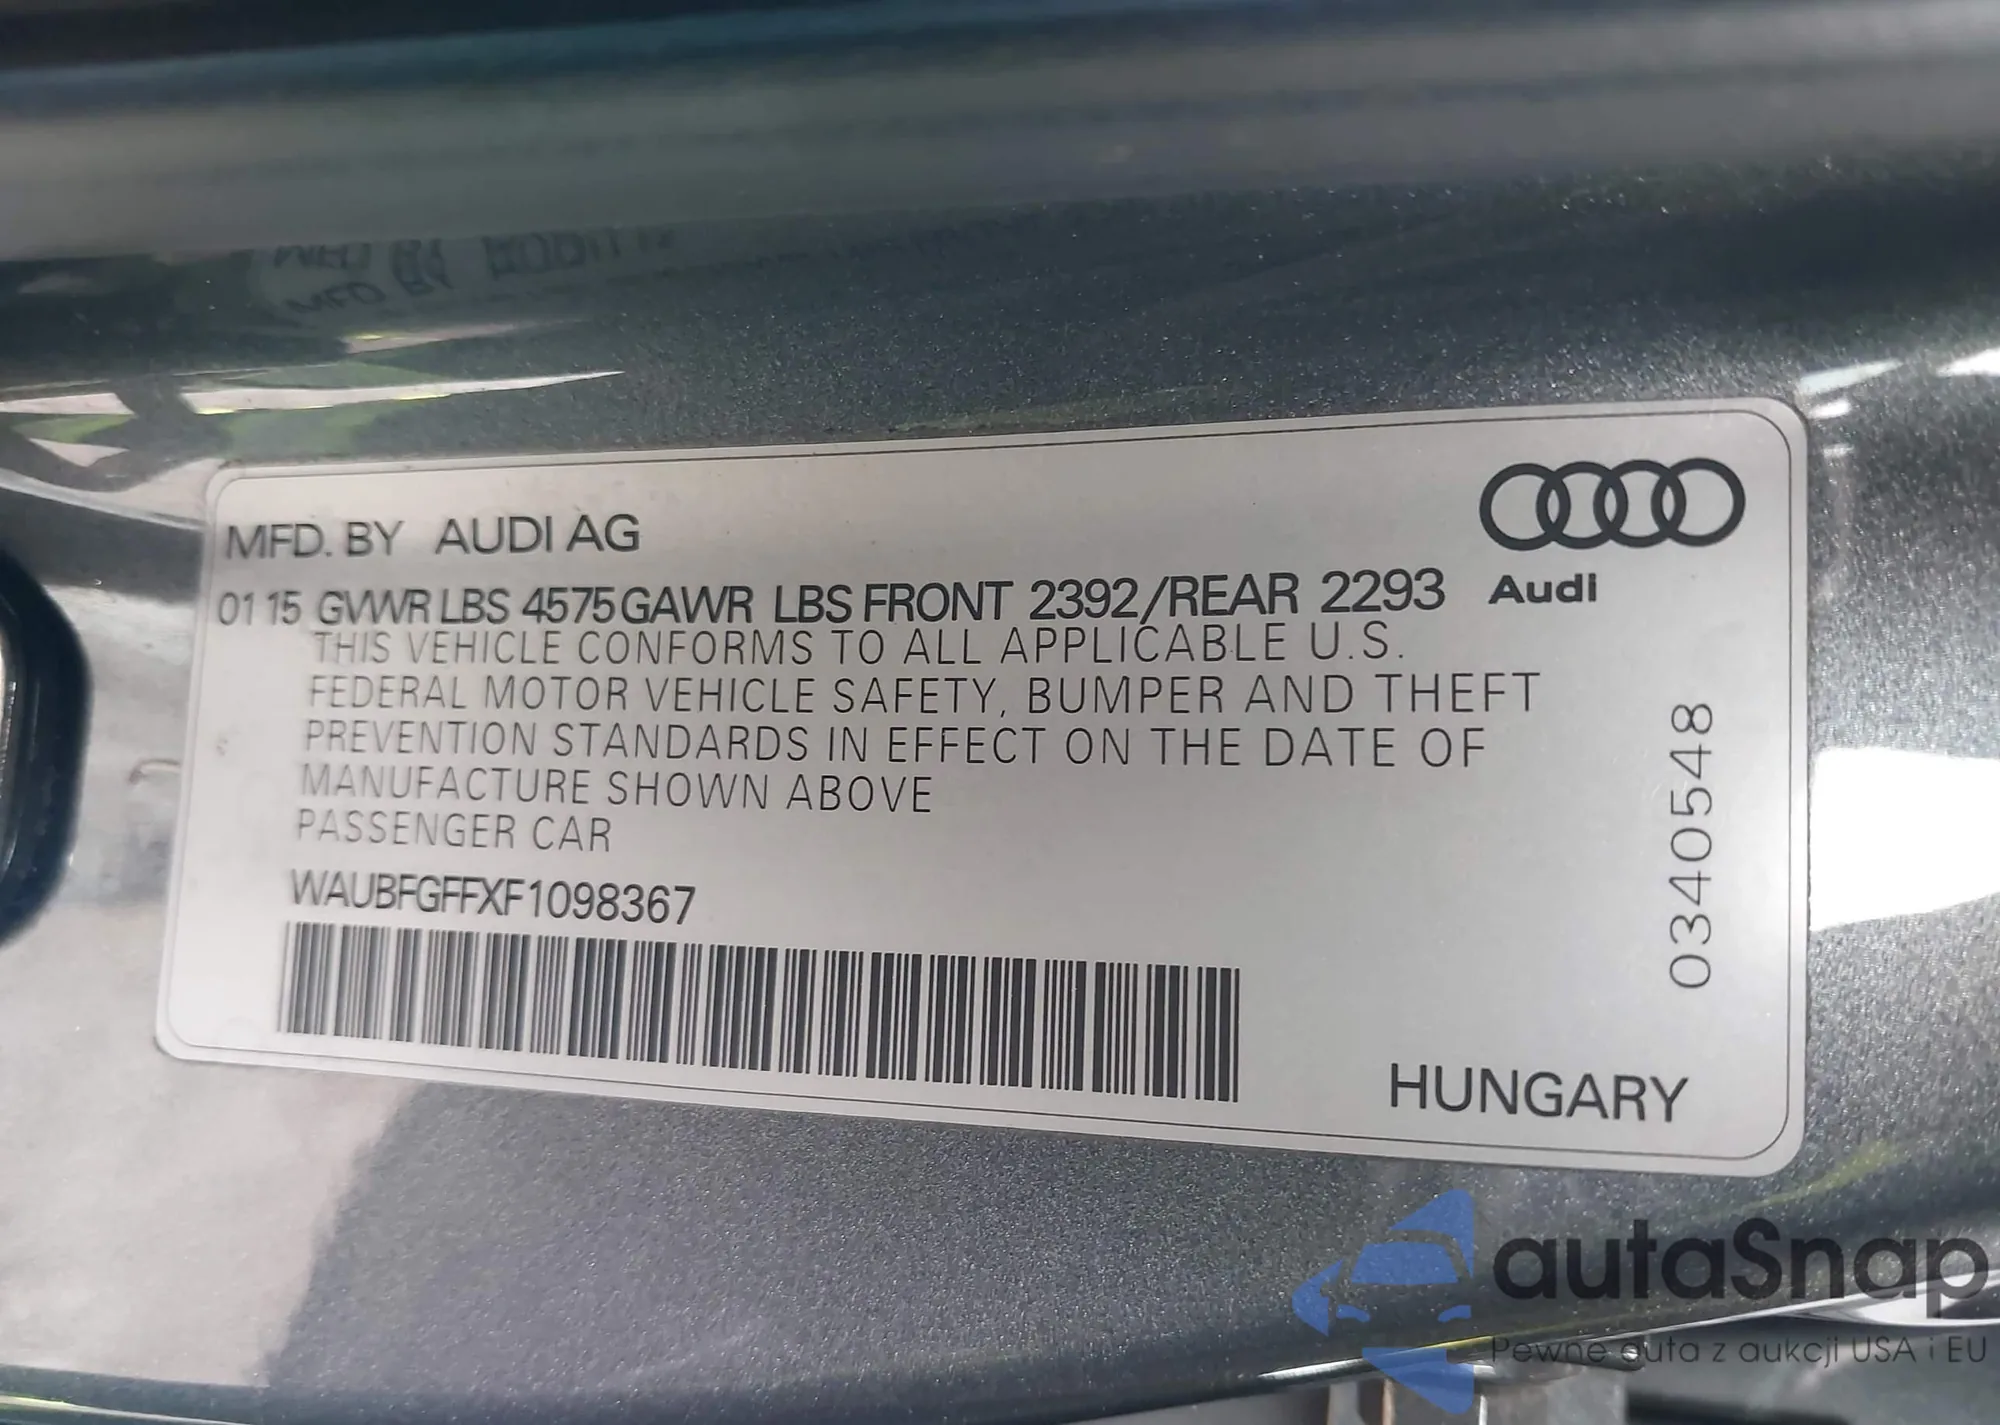 MFD. BY AUDI AG
01 15 GVWR LBS 4575 GAWR LBS FRONT 2392/REAR 2293
Audi
THIS VEHICLE CONFORMS TO ALL APPLICABLE U.S.
FEDERAL MOTOR VEHICLE SAFETY, BUMPER AND THEFT
PREVENTION STANDARDS IN EFFECT ON THE DATE OF
MANUFACTURE SHOWN ABOVE
PASSENGER CAR
WAUBFGFFXF1098367
0340548
HUNGARY
autaSnap
Pewne auta z aukcji USA i EU